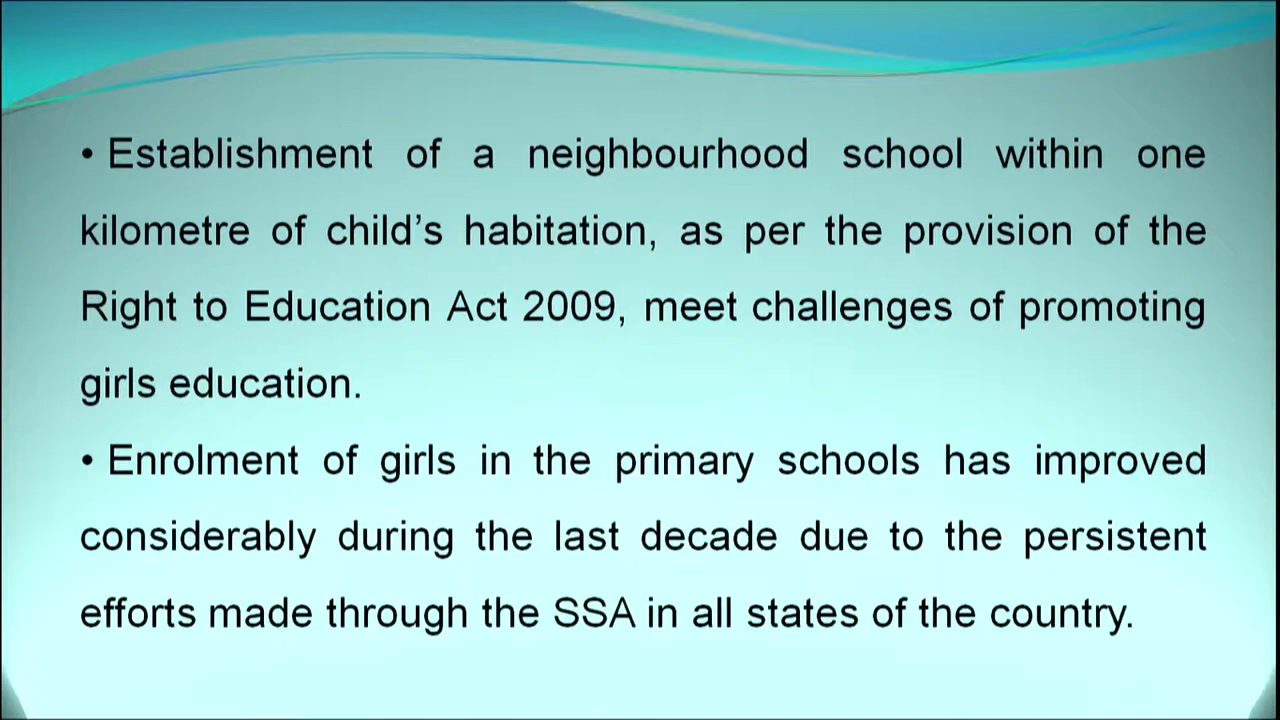 • Establishment of a neighbourhood school within one
kilometre of child’s habitation, as per the provision of the
Right to Education Act 2009, meet challenges of promoting
girls education.
• Enrolment of girls in the primary schools has improved
considerably during the last decade due to the persistent
efforts made through the SSA in all states of the country.